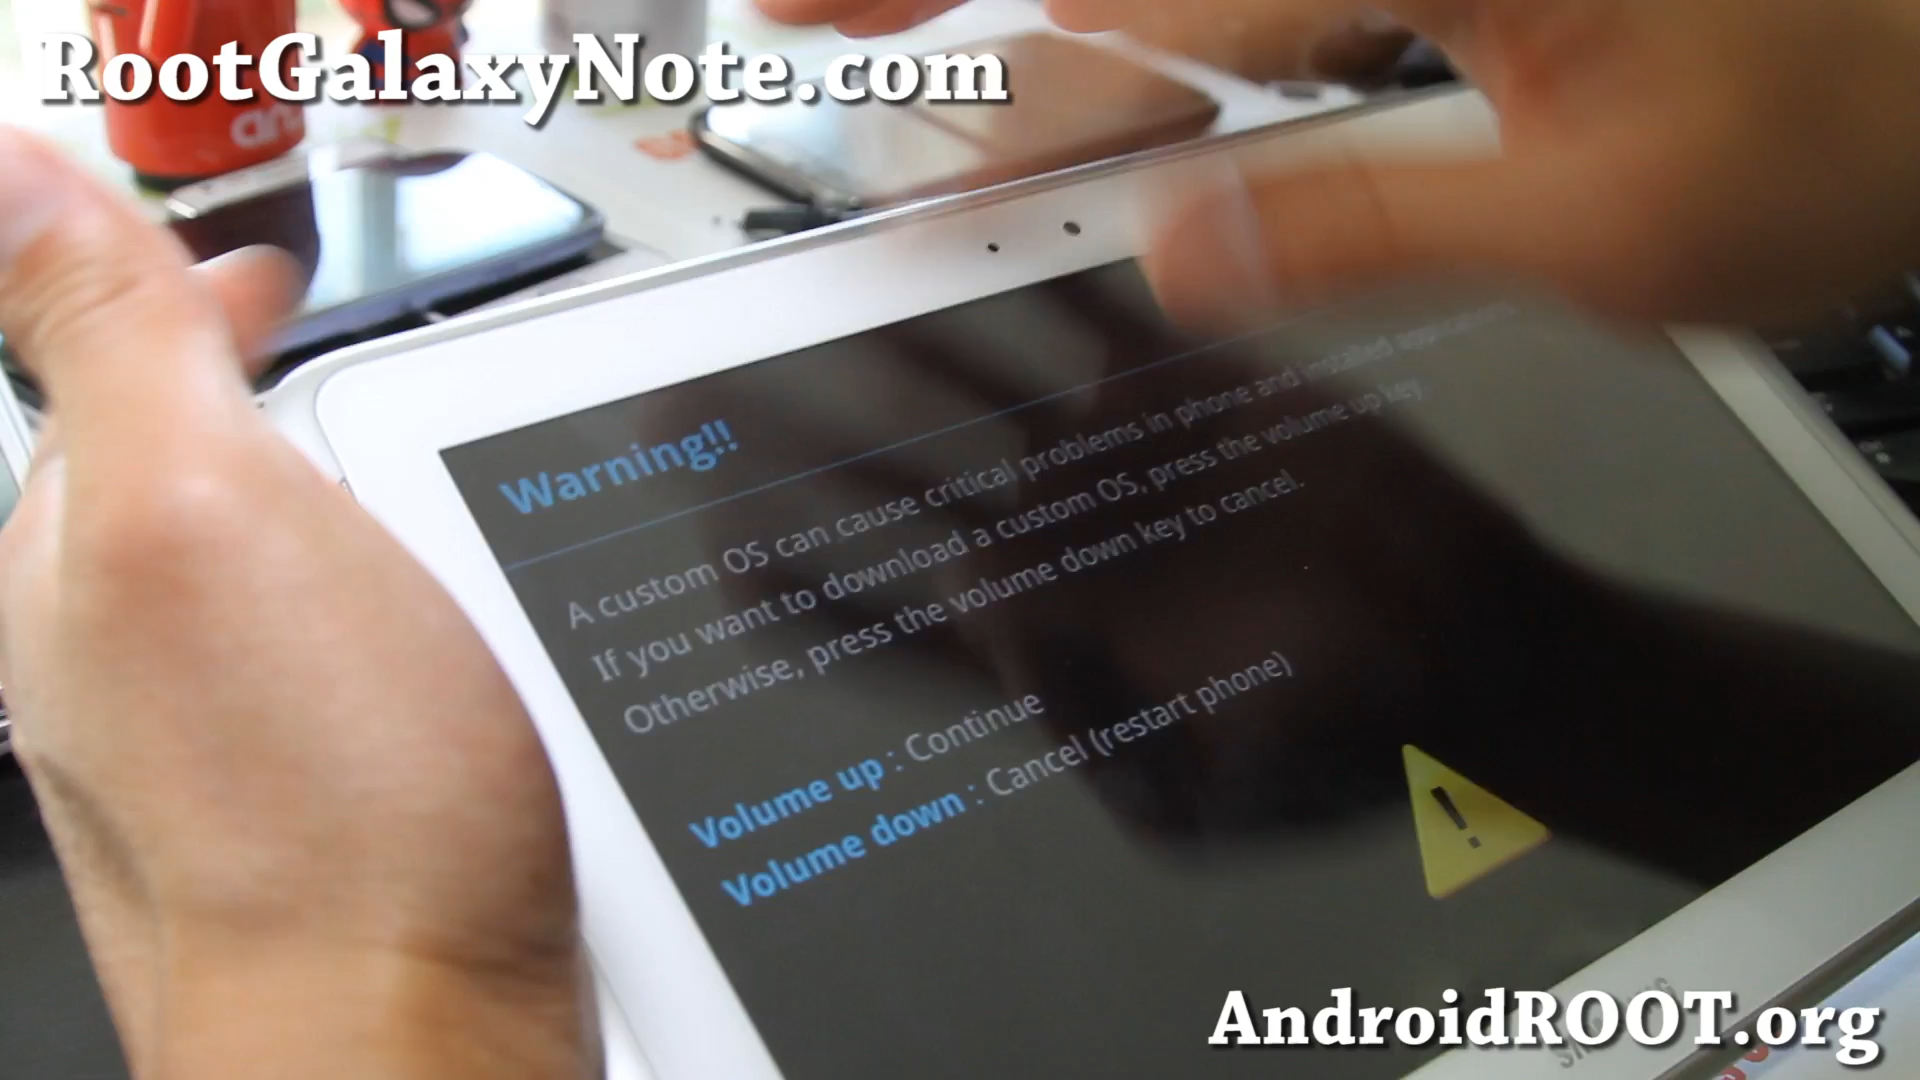 RootGalaxyNote.com
Warning!!
A custom OS can cause critical problems in phone and installed applications.
If you want to download a custom OS, press the volume up key.
Otherwise, press the volume down key to cancel.
Volume up : Continue
Volume down : Cancel (restart phone)
AndroidROOT.org